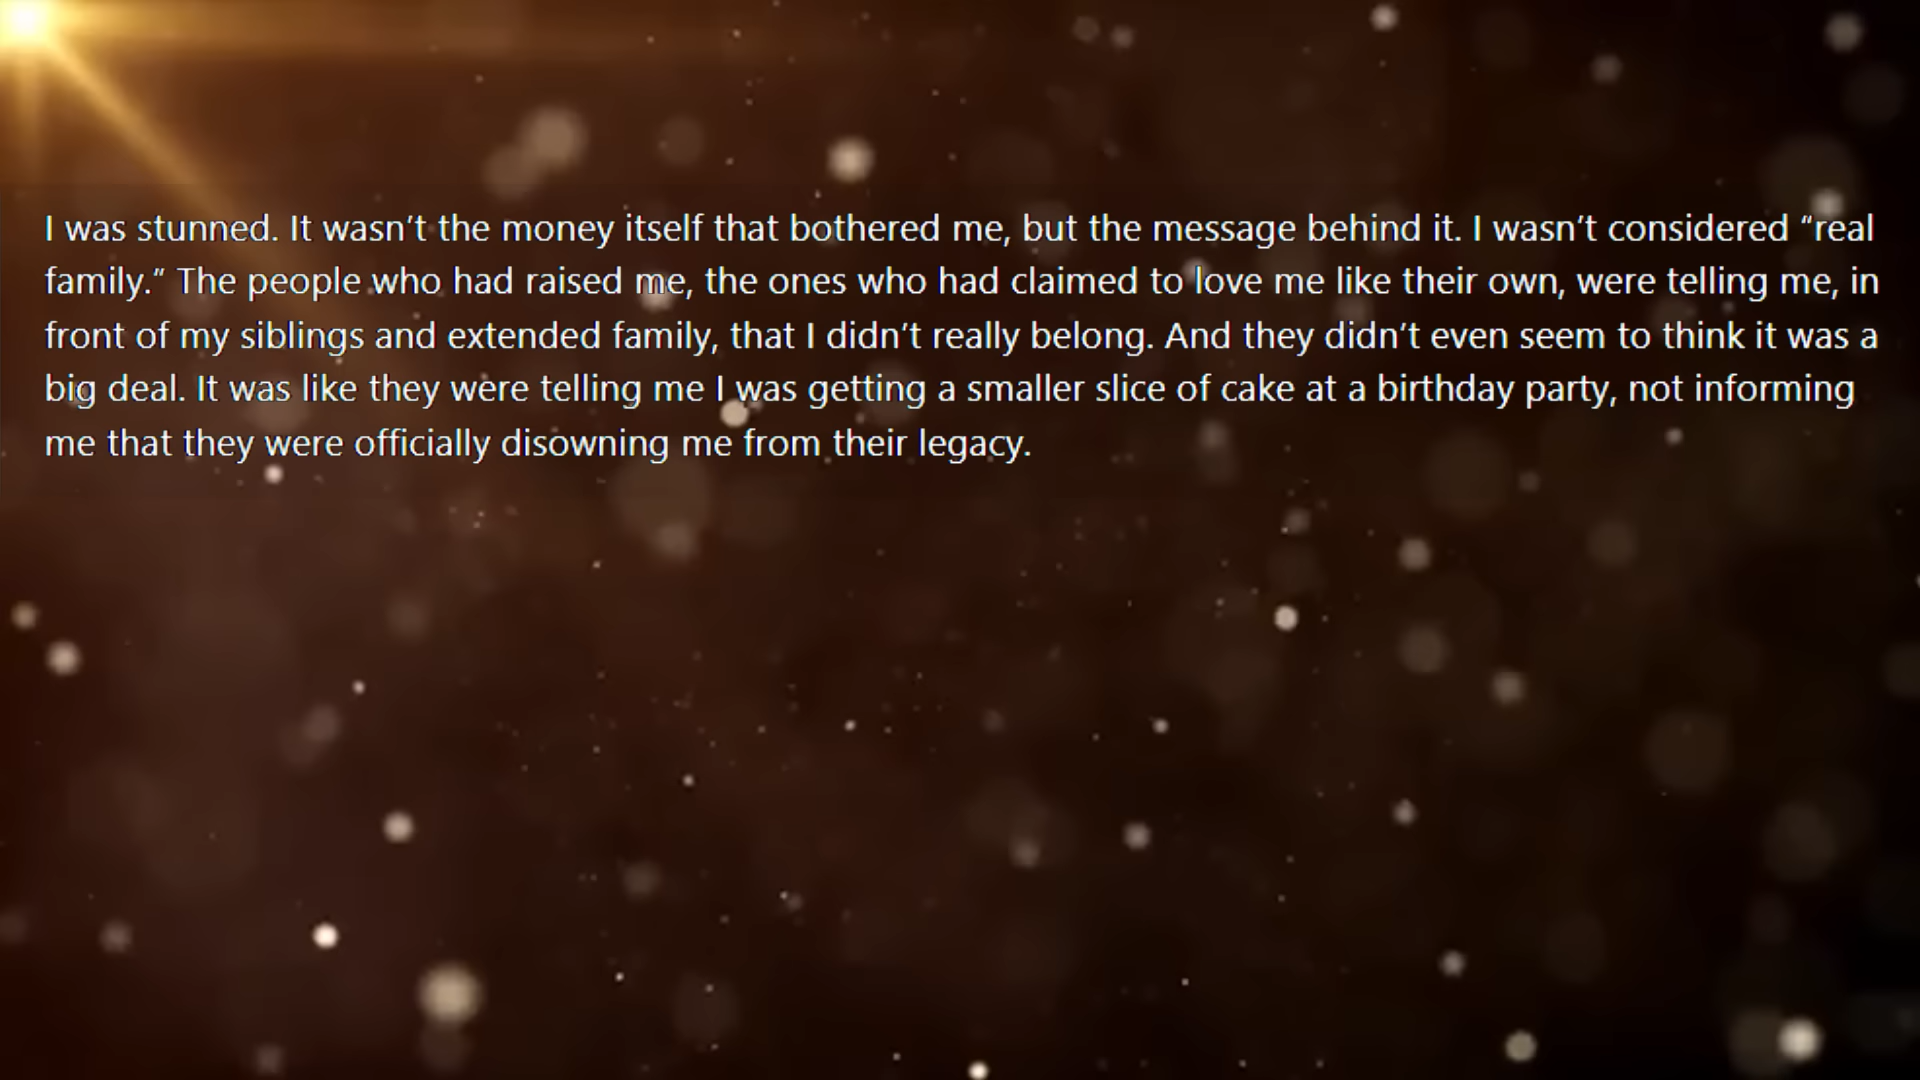 I was stunned. It wasn’t the money itself that bothered me, but the message behind it. I wasn’t considered “real
family.” The people who had raised me, the ones who had claimed to love me like their own, were telling me, in
front of my siblings and extended family, that I didn’t really belong. And they didn’t even seem to think it was a
big deal. It was like they were telling me I was getting a smaller slice of cake at a birthday party, not informing
me that they were officially disowning me from their legacy.